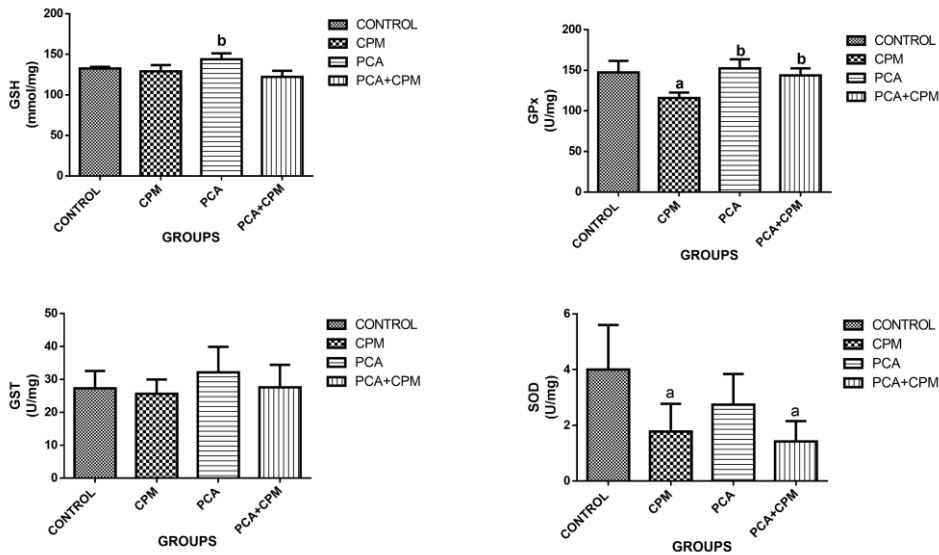 GSH
(mmol/mg)
200
150
100
50
0
b
CONTROL
CPM
PCA
PCA+CPM
GROUPS
CONTROL
CPM
PCA
PCA+CPM
GPx
(U/mg)
200
150
100
50
0
a
b
b
CONTROL
CPM
PCA
PCA+CPM
GROUPS
CONTROL
CPM
PCA
PCA+CPM
GST
(U/mg)
50
40
30
20
10
0
CONTROL
CPM
PCA
PCA+CPM
GROUPS
CONTROL
CPM
PCA
PCA+CPM
SOD
(U/mg)
6
4
2
0
a
a
CONTROL
CPM
PCA
PCA+CPM
GROUPS
CONTROL
CPM
PCA
PCA+CPM